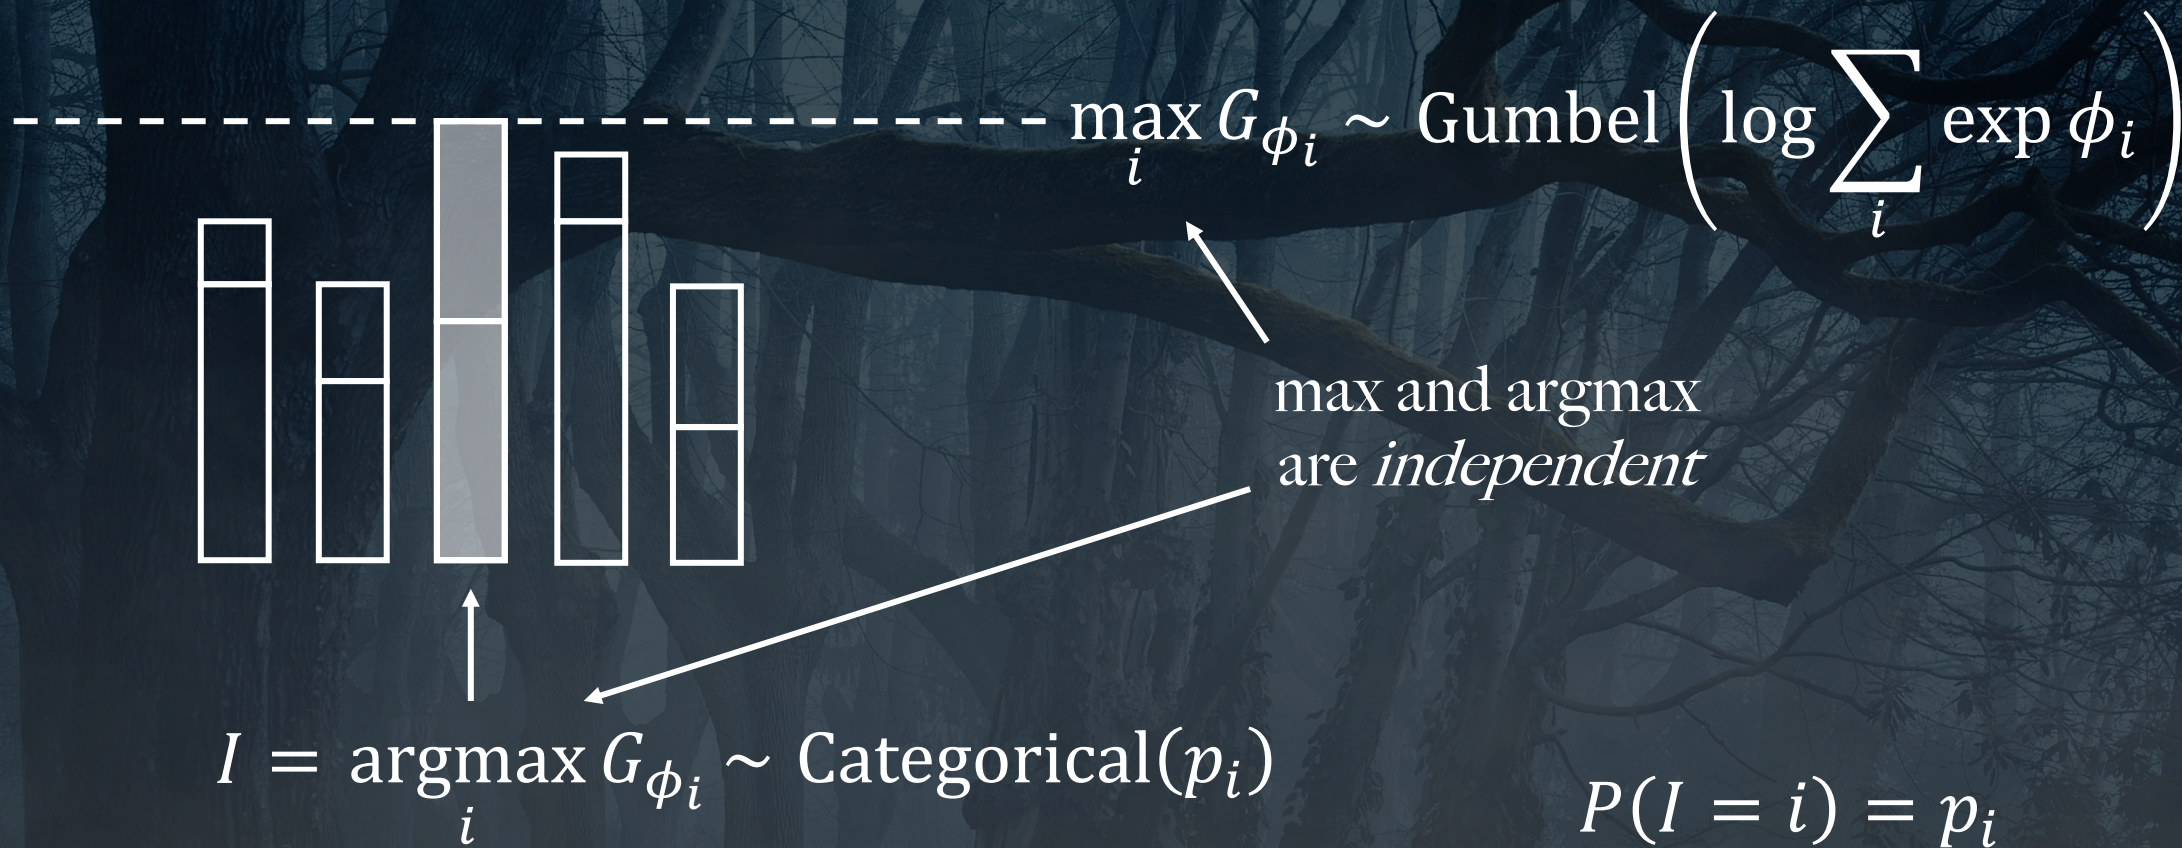 max G_{ϕ_i} ~ Gumbel(log ∑ exp ϕ_i)
i i
max and argmax
are independent
I = argmax G_{ϕ_i} ~ Categorical(p_i)
i
P(I = i) = p_i